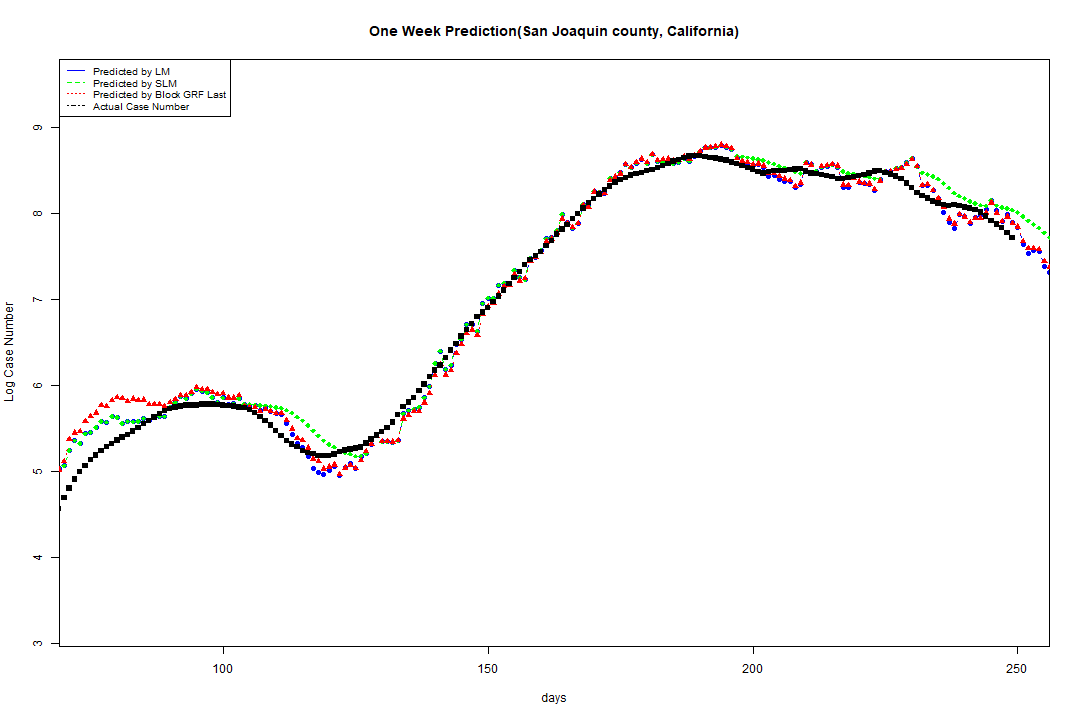 One Week Prediction(San Joaquin county, California)
Predicted by LM
Predicted by SLM
Predicted by Block GRF Last
Actual Case Number
9
8
7
6
5
4
3
Log Case Number
100 150 200 250
days